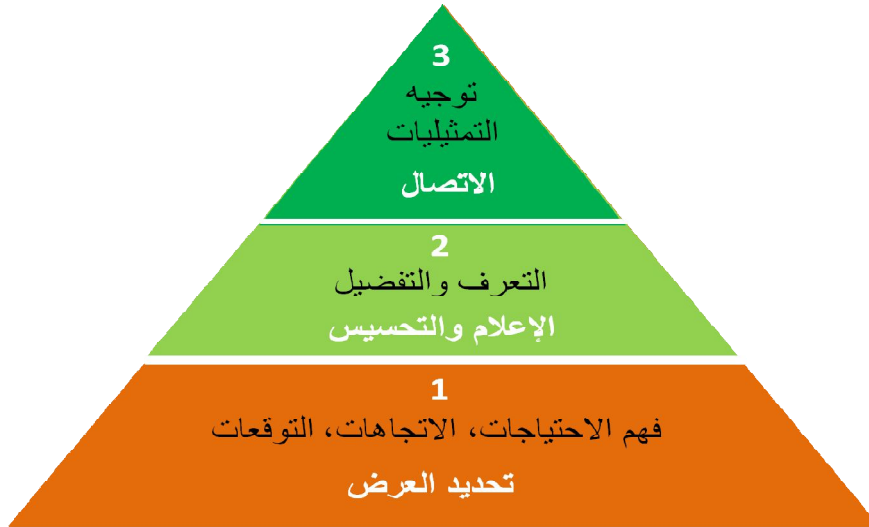 3
توجيه
التمثيليات
الاتصال
2
التعرف والتفضيل
الإعلام والتحسيس
1
فهم الاحتياجات، الاتجاهات، التوقعات
تحديد العرض